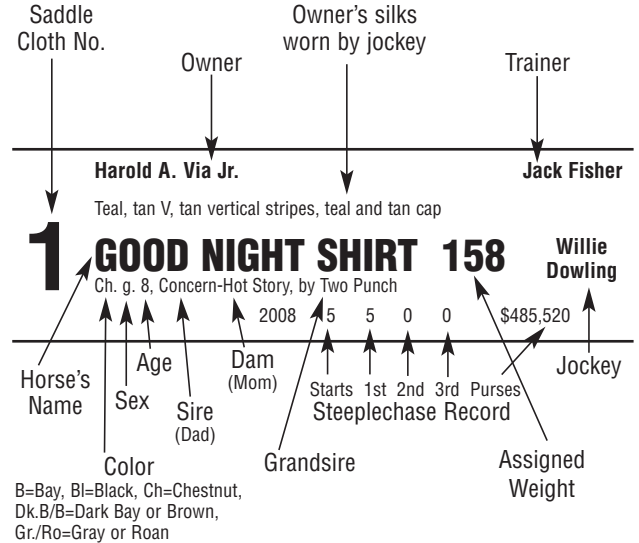 Saddle
Cloth No.
Owner
Owner's silks
worn by jockey
Trainer
Harold A. Via Jr.
Jack Fisher
Teal, tan V, tan vertical stripes, teal and tan cap
1 GOOD NIGHT SHIRT 158
Willie
Dowling
Ch. g. 8, Concern-Hot Story, by Two Punch
2008 5 5 0 0 $485,520
Horse's
Name
Sex
Age
Sire
(Dad)
Dam
(Mom)
Starts 1st 2nd 3rd Purses
Steeplechase Record
Jockey
Color
B=Bay, Bl=Black, Ch=Chestnut,
Dk.B/B=Dark Bay or Brown,
Gr./Ro=Gray or Roan
Grandsire
Assigned
Weight